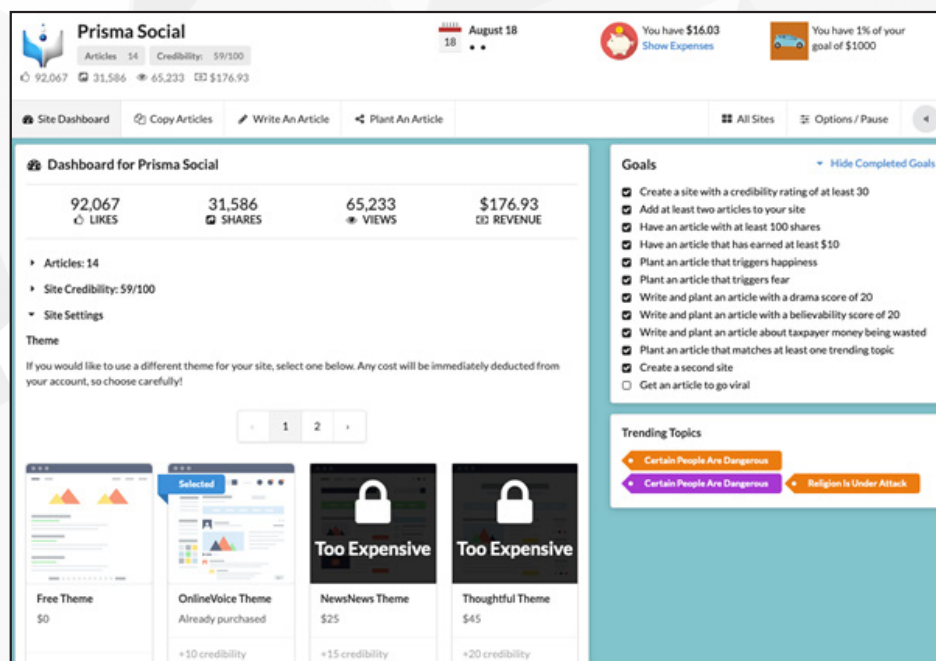 Prisma Social
Articles 14 Credibility: 59/100
92,067 31,586 65,233 $176.93
18
August 18
You have $16.03
Show Expenses
You have 1% of your
goal of $1000
Site Dashboard
Copy Articles
Write An Article
Plant An Article
All Sites
Options / Pause
Dashboard for Prisma Social
92,067
LIKES
31,586
SHARES
65,233
VIEWS
$176.93
REVENUE
Articles: 14
Site Credibility: 59/100
Site Settings
Theme
If you would like to use a different theme for your site, select one below. Any cost will be immediately deducted from
your account, so choose carefully!
1 2
Selected
Too Expensive
Too Expensive
Free Theme
$0
OnlineVoice Theme
Already purchased
+10 credibility
NewsNews Theme
$25
+15 credibility
Thoughtful Theme
$45
+20 credibility
Goals
Hide Completed Goals
Create a site with a credibility rating of at least 30
Add at least two articles to your site
Have an article with at least 100 shares
Have an article that has earned at least $10
Plant an article that triggers happiness
Plant an article that triggers fear
Write and plant an article with a drama score of 20
Write and plant an article with a believability score of 20
Write and plant an article about taxpayer money being wasted
Plant an article that matches at least one trending topic
Create a second site
Get an article to go viral
Trending Topics
Certain People Are Dangerous
Certain People Are Dangerous
Religion Is Under Attack